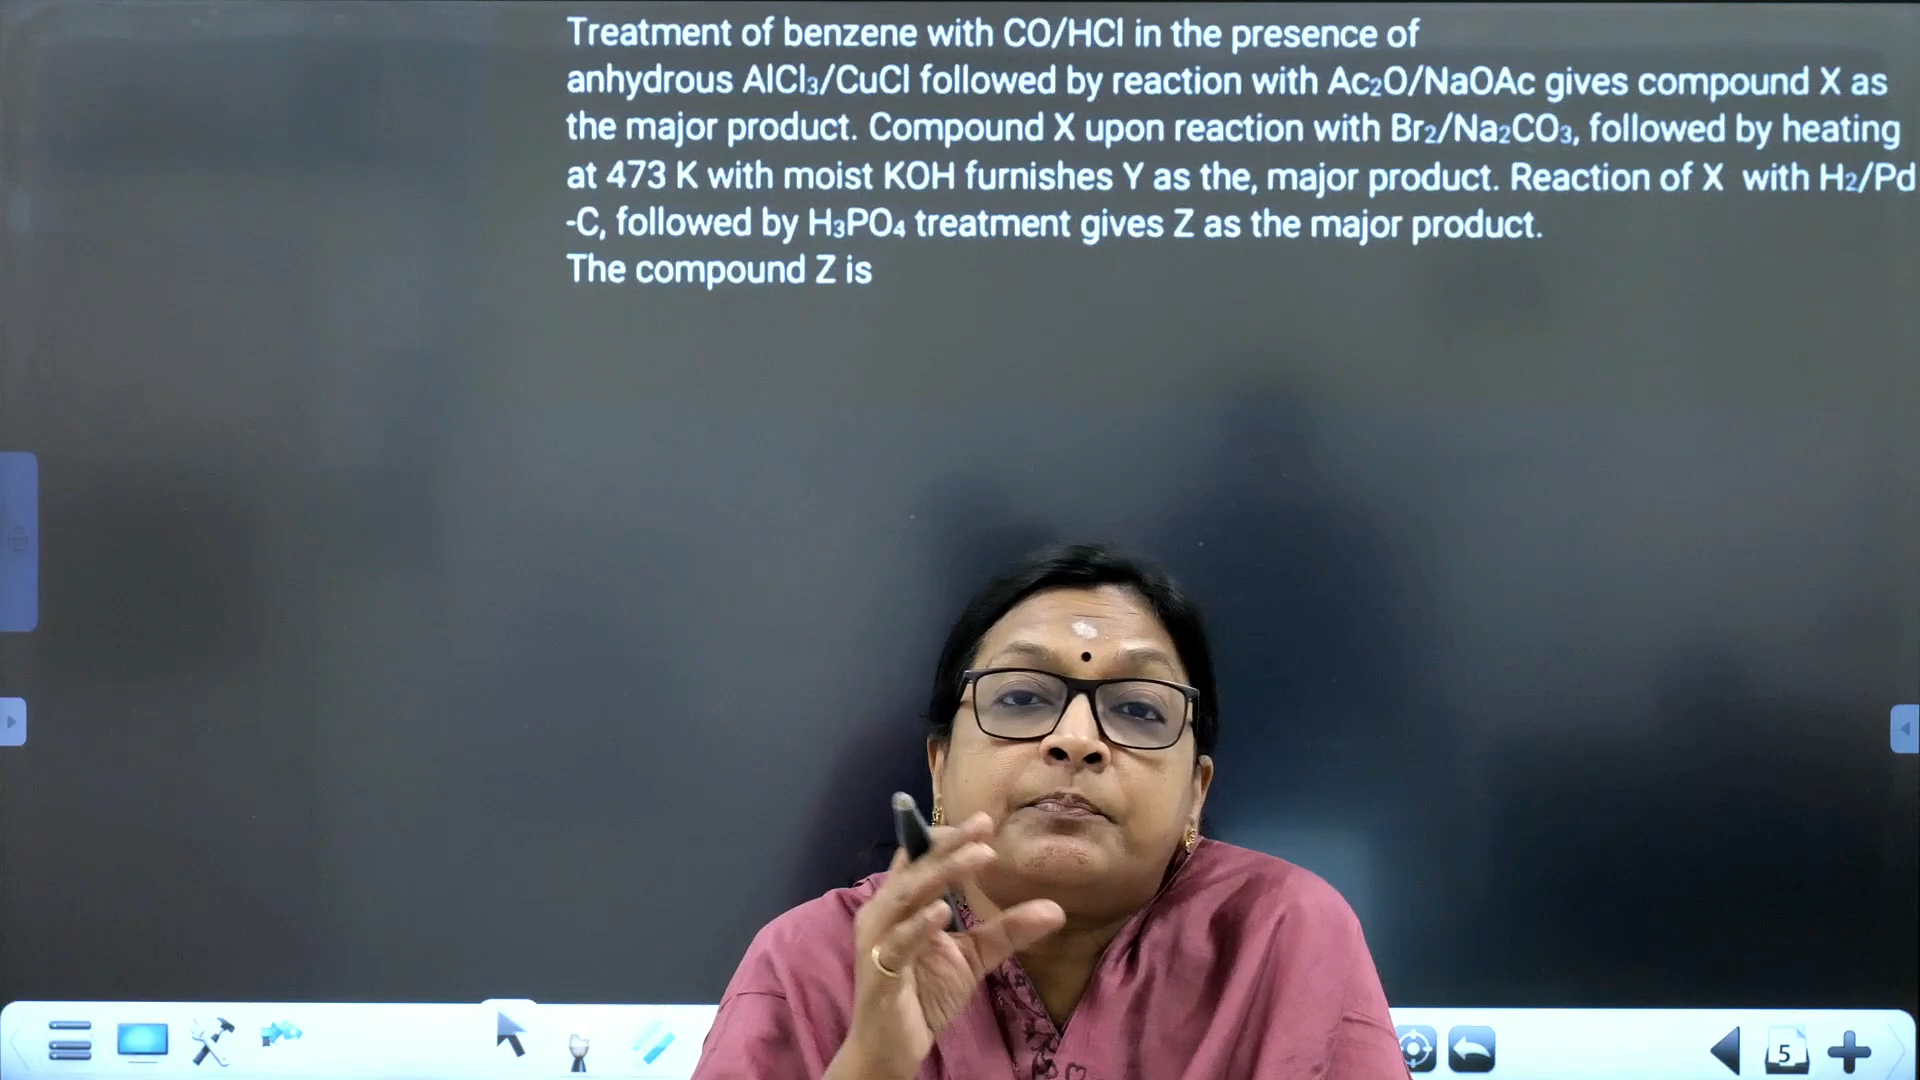 Treatment of benzene with CO/HCl in the presence of
anhydrous AlCl₃/CuCl followed by reaction with Ac₂O/NaOAc gives compound X as
the major product. Compound X upon reaction with Br₂/Na₂CO₃, followed by heating
at 473 K with moist KOH furnishes Y as the, major product. Reaction of X with H₂/Pd
-C, followed by H₃PO₄ treatment gives Z as the major product.
The compound Z is
5